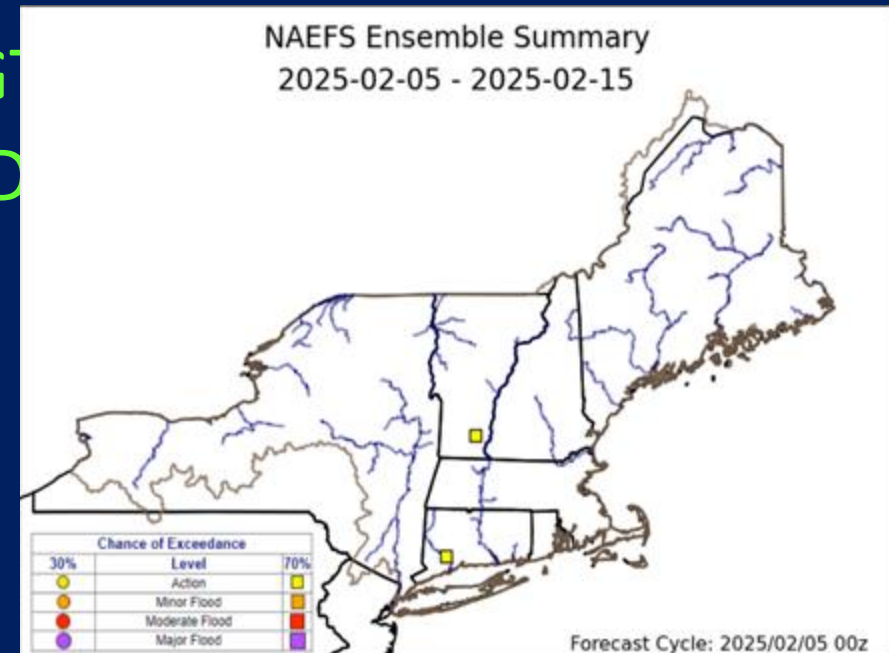 NAEFS Ensemble Summary
2025-02-05 - 2025-02-15
Chance of Exceedance
30% Level 70%
Action
Minor Flood
Moderate Flood
Major Flood
Forecast Cycle: 2025/02/05 00z